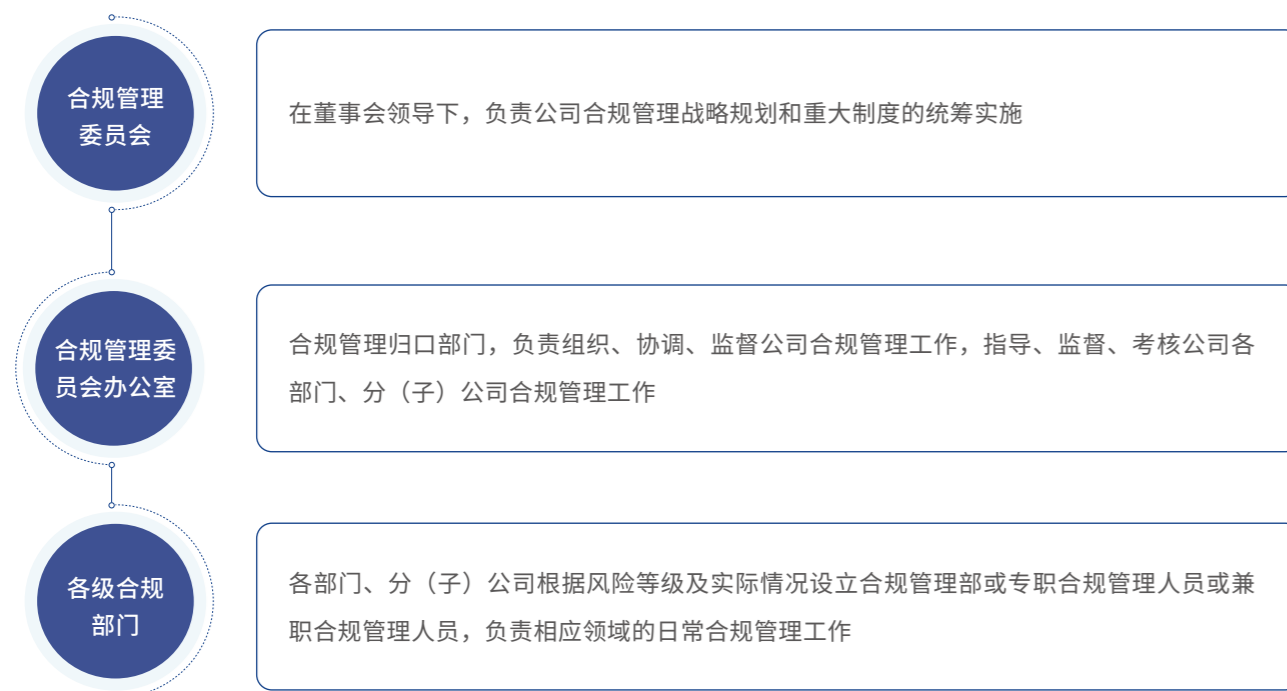 合规管理
委员会
在董事会领导下，负责公司合规管理战略规划和重大制度的统筹实施
合规管理委
员会办公室
合规管理归口部门，负责组织、协调、监督公司合规管理工作，指导、监督、考核公司各
部门、分（子）公司合规管理工作
各级合规
部门
各部门、分（子）公司根据风险等级及实际情况设立合规管理部或专职合规管理人员或兼
职合规管理人员，负责相应领域的日常合规管理工作